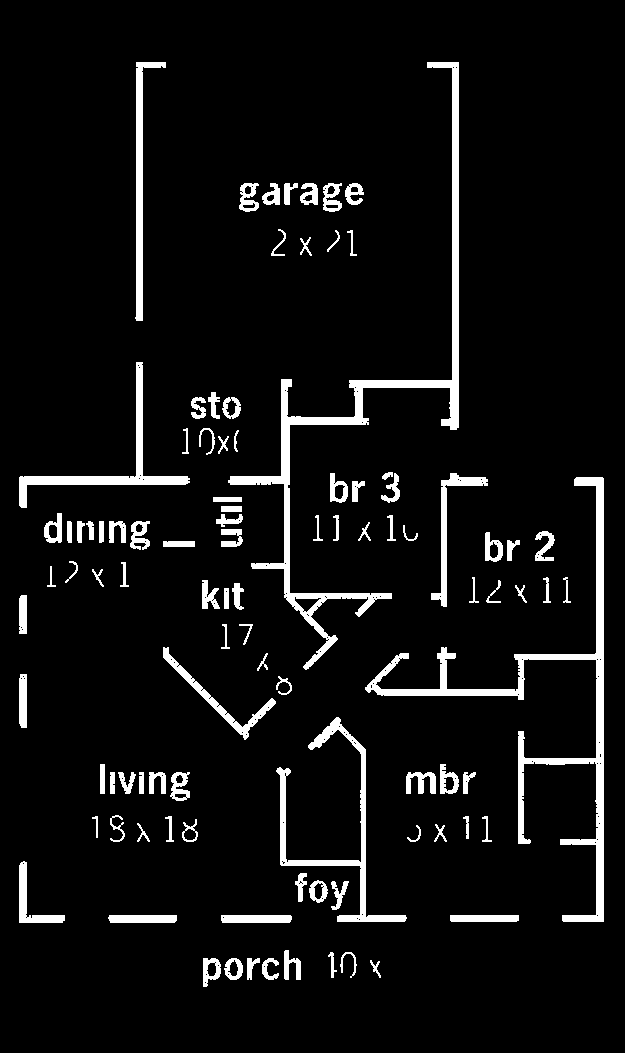 garage
2 x 21
sto
10x6
br 3
11 x 10
util
dining
12 x 1
br 2
12 x 11
kit
17 x 8
living
18 x 18
mbr
x 11
foy
porch 10 x